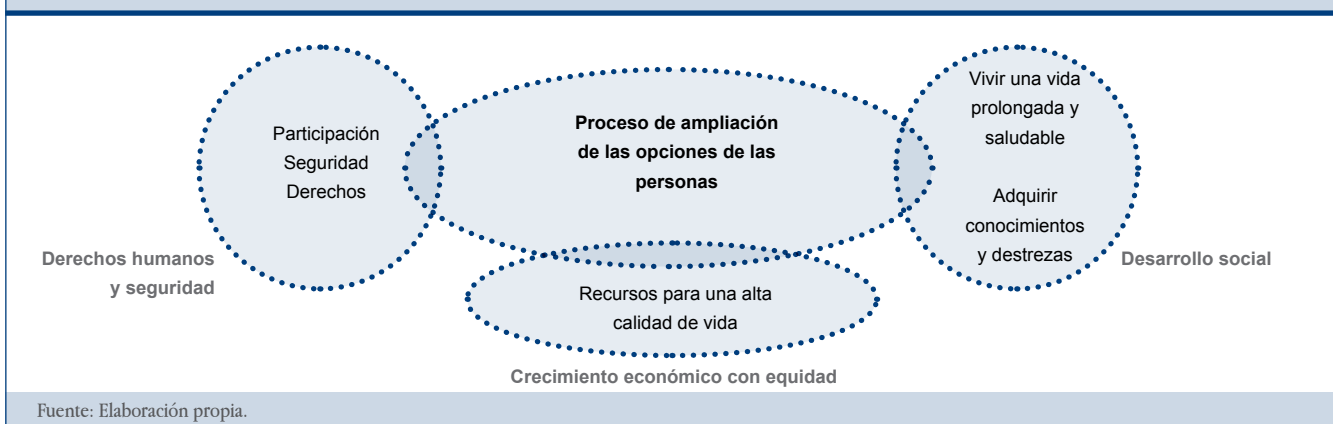 Participación
Seguridad
Derechos
Derechos humanos
y seguridad
Proceso de ampliación
de las opciones de las
personas
Recursos para una alta
calidad de vida
Crecimiento económico con equidad
Vivir una vida
prolongada y
saludable
Adquirir
conocimientos
y destrezas
Desarrollo social
Fuente: Elaboración propia.